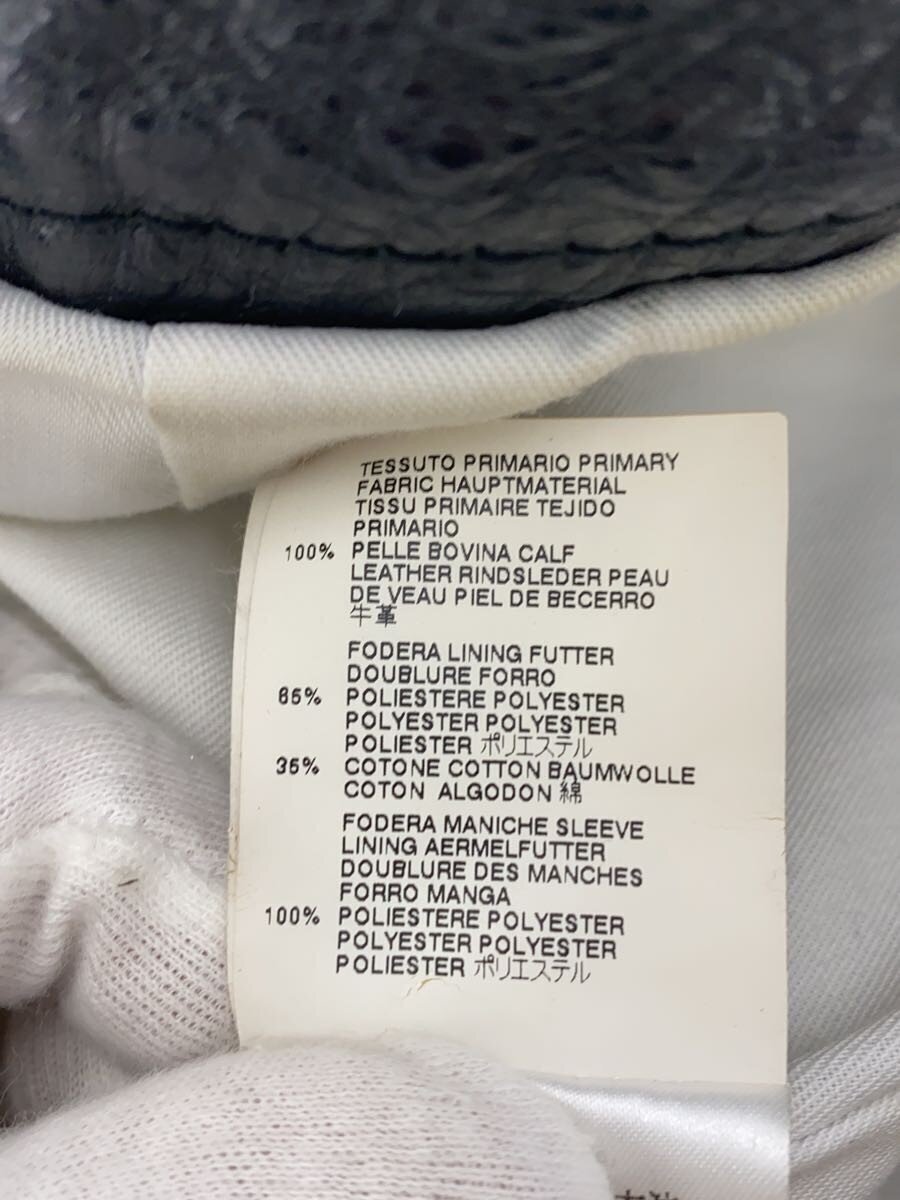 TESSUTO PRIMARIO PRIMARY
FABRIC HAUPTMATERIAL
TISSU PRIMAIRE TEJIDO
PRIMARIO
100% PELLE BOVINA CALF
LEATHER RINDSLEDER PEAU
DE VEAU PIEL DE BECERRO
牛革
FODERA LINING FUTTER
DOUBLURE FORRO
65% POLIESTERE POLYESTER
POLYESTER POLYESTER
POLIESTER ポリエステル
35% COTONE COTTON BAUMWOLLE
COTON ALGODON 綿
FODERA MANICHE SLEEVE
LINING AERMELFUTTER
DOUBLURE DES MANCHES
FORRO MANGA
100% POLIESTERE POLYESTER
POLYESTER POLYESTER
POLIESTER ポリエステル